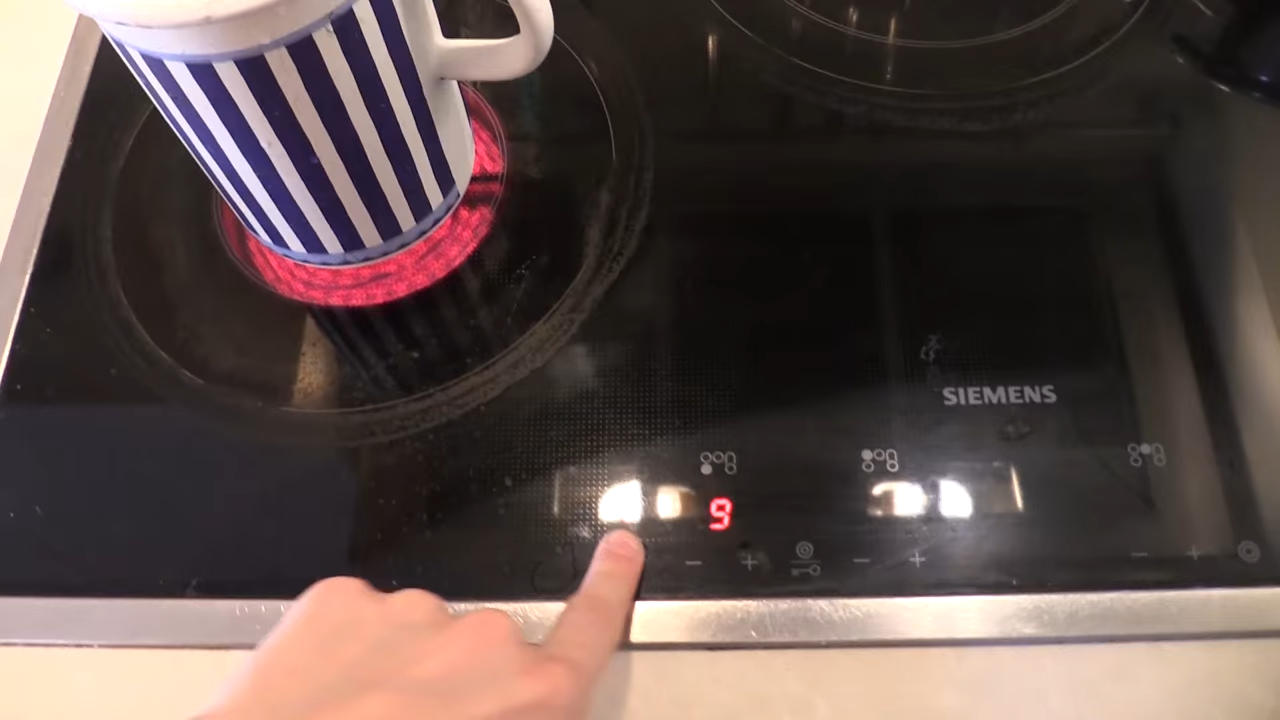 SIEMENS
9
− + − + − +